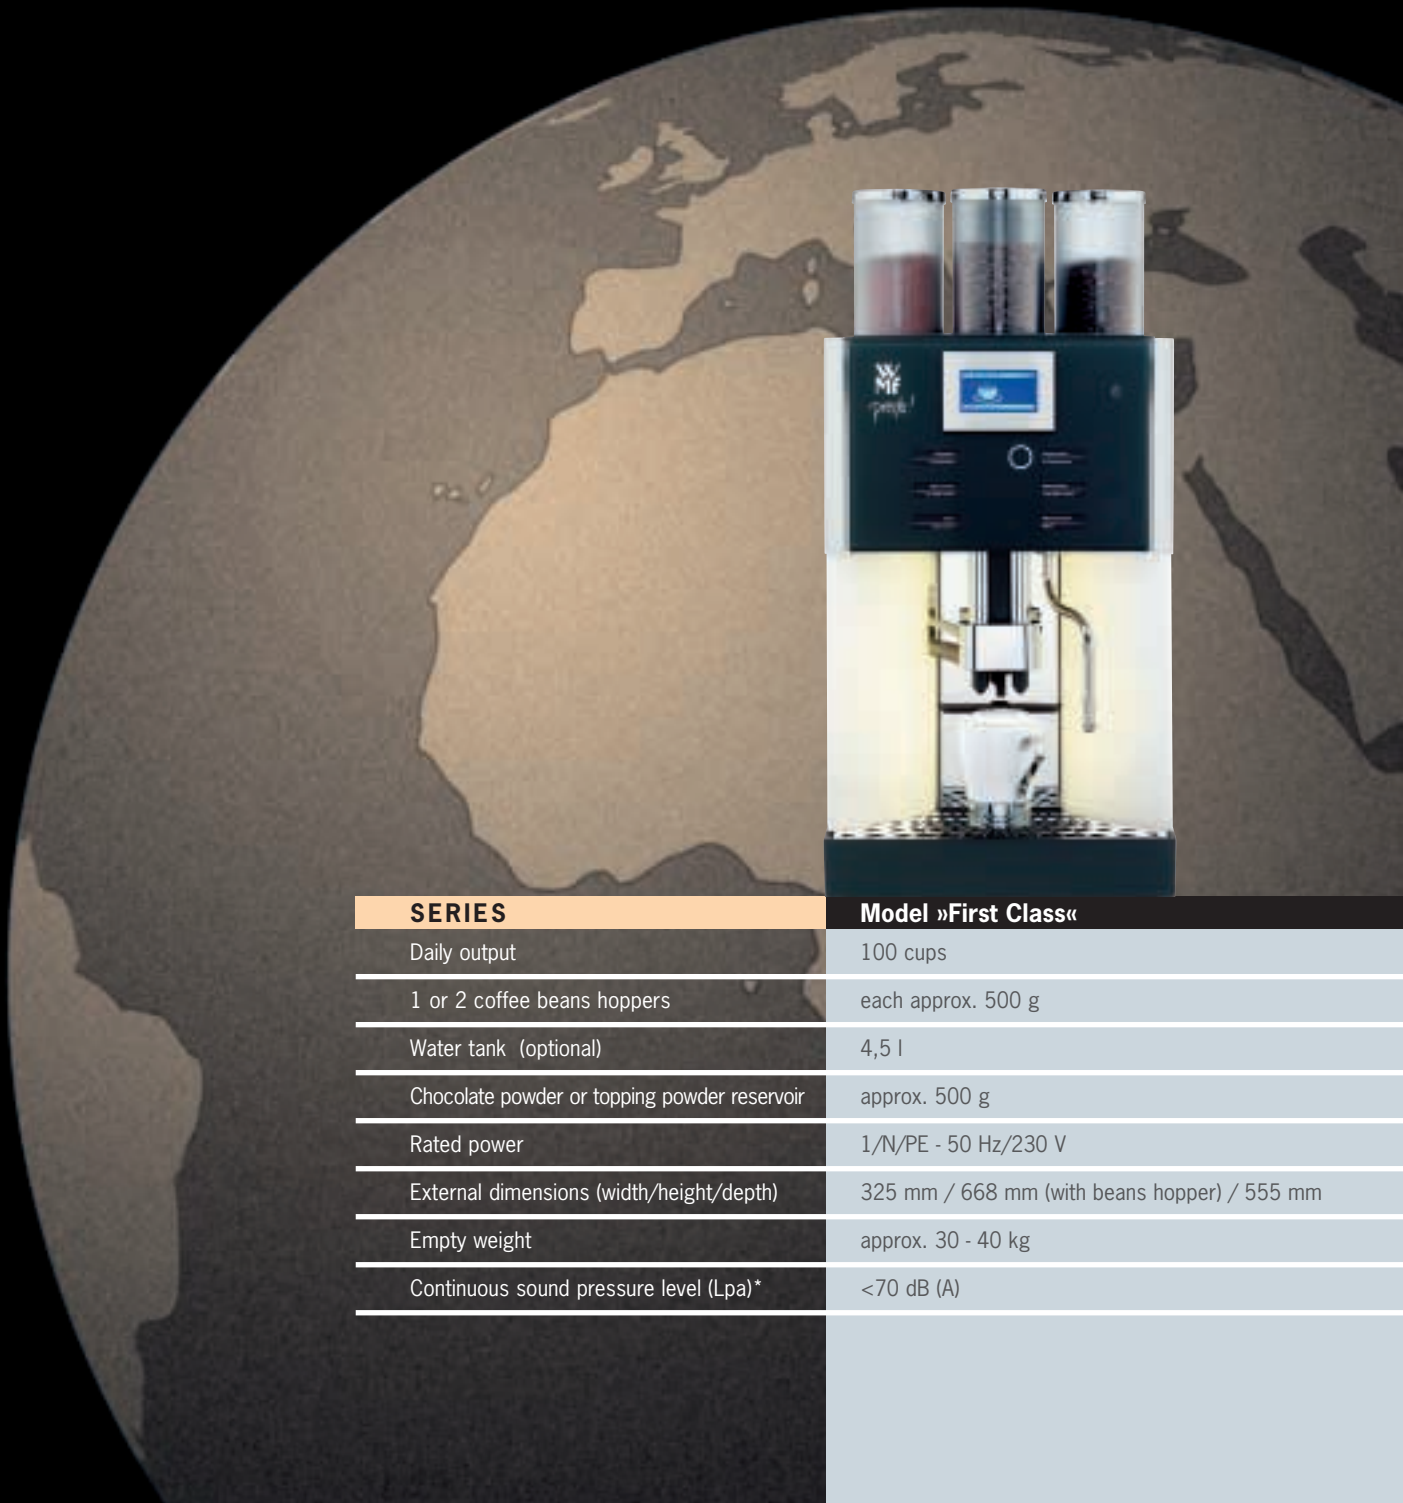 WMF
presto!
SERIES Model »First Class«
Daily output 100 cups
1 or 2 coffee beans hoppers each approx. 500 g
Water tank (optional) 4,5 l
Chocolate powder or topping powder reservoir approx. 500 g
Rated power 1/N/PE - 50 Hz/230 V
External dimensions (width/height/depth) 325 mm / 668 mm (with beans hopper) / 555 mm
Empty weight approx. 30 - 40 kg
Continuous sound pressure level (Lpa)* <70 dB (A)